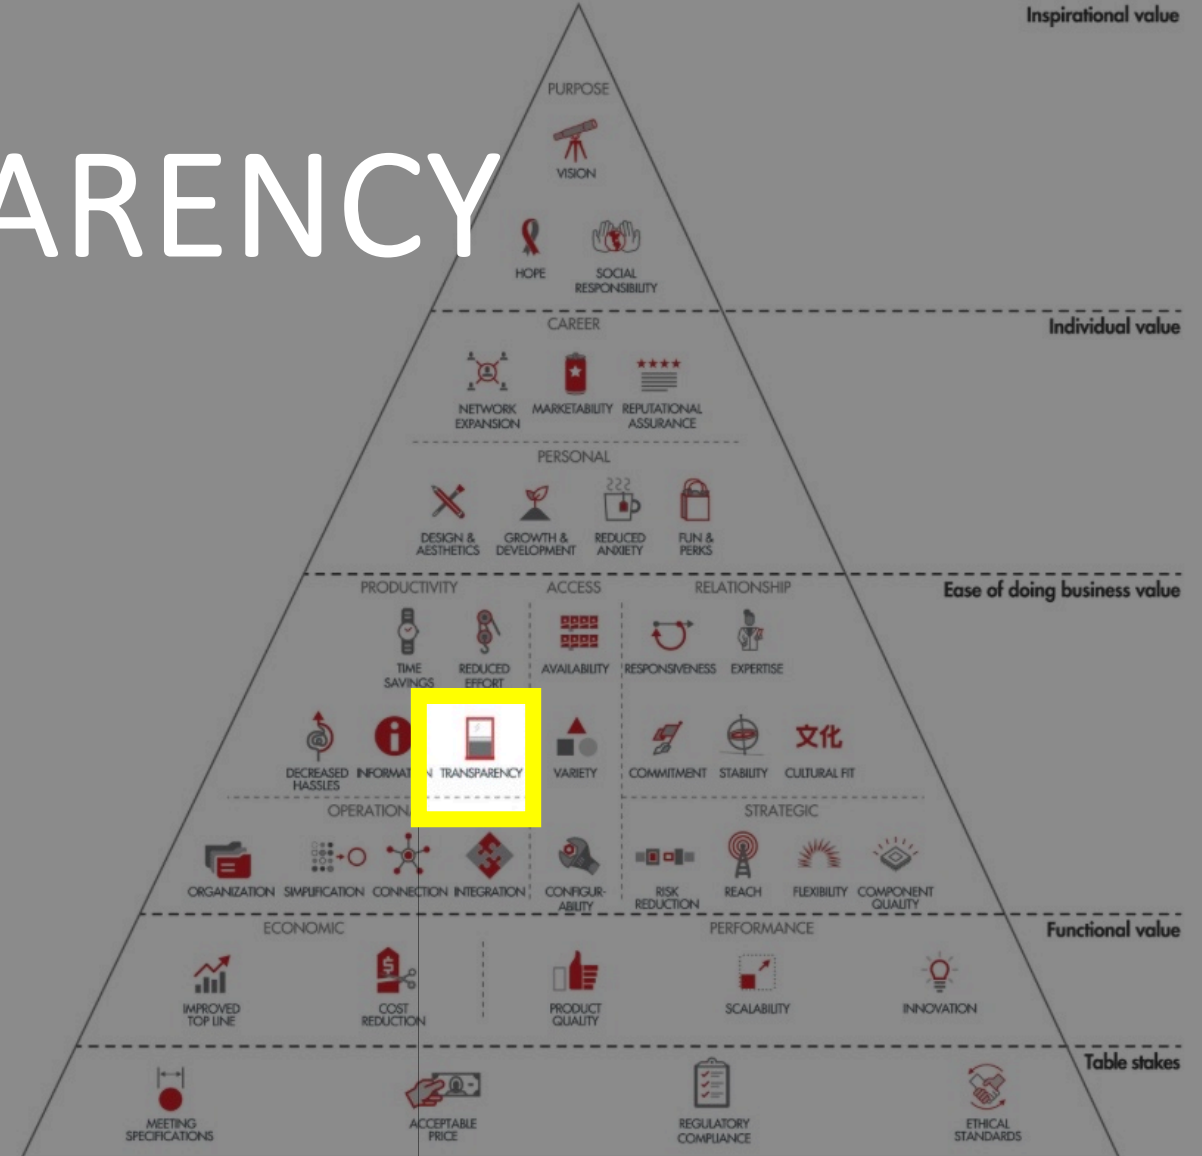 Inspirational value
PURPOSE
VISION
ARENCY
HOPE
SOCIAL
RESPONSIBILITY
Individual value
CAREER
NETWORK
EXPANSION
MARKETABILITY
REPUTATIONAL
ASSURANCE
PERSONAL
DESIGN &
AESTHETICS
GROWTH &
DEVELOPMENT
REDUCED
ANXIETY
FUN &
PERKS
Ease of doing business value
PRODUCTIVITY
ACCESS
RELATIONSHIP
TIME
SAVINGS
REDUCED
EFFORT
AVAILABILITY
RESPONSIVENESS
EXPERTISE
DECREASED
HASSLES
INFORMAT N
TRANSPARENCY
VARIETY
COMMITMENT
STABILITY
文化
CULTURAL FIT
OPERATION
STRATEGIC
ORGANIZATION
SIMPLIFICATION
CONNECTION
INTEGRATION
CONFIGUR-
ABILITY
RISK
REDUCTION
REACH
FLEXIBILITY
COMPONENT
QUALITY
Functional value
ECONOMIC
PERFORMANCE
IMPROVED
TOP LINE
$
COST
REDUCTION
PRODUCT
QUALITY
SCALABILITY
INNOVATION
Table stakes
MEETING
SPECIFICATIONS
ACCEPTABLE
PRICE
REGULATORY
COMPLIANCE
ETHICAL
STANDARDS